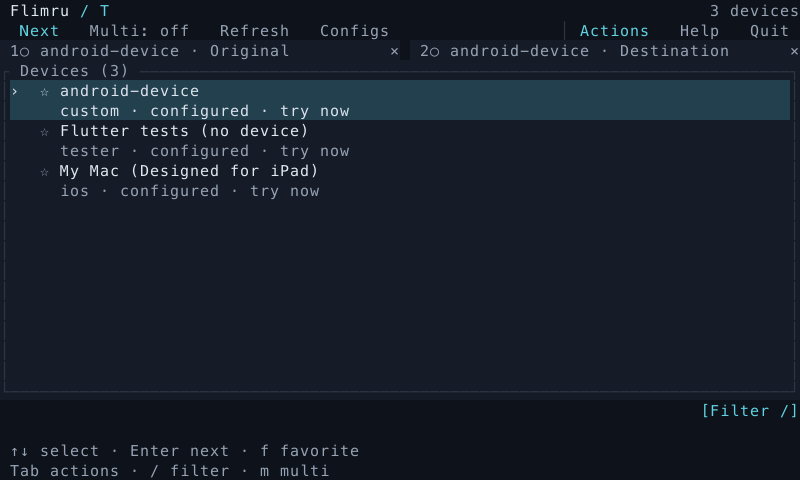 Flimru / T 3 devices
Next Multi: off Refresh Configs │ Actions Help Quit
1○ android-device · Original × 2○ android-device · Destination ×
Devices (3)
› ☆ android-device
custom · configured · try now
☆ Flutter tests (no device)
tester · configured · try now
☆ My Mac (Designed for iPad)
ios · configured · try now
[Filter /]
↑↓ select · Enter next · f favorite
Tab actions · / filter · m multi